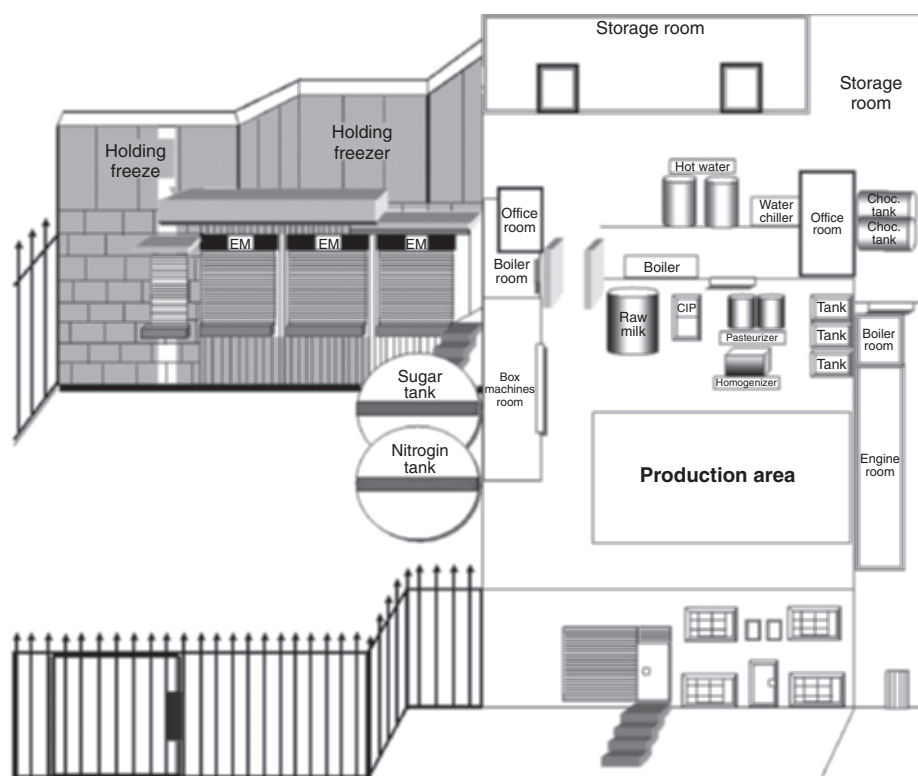 Storage room
Storage
room
Holding
freeze
Holding
freezer
EM
EM
EM
Office
room
Boiler
room
Hot water
Water
chiller
Office
room
Choc.
tank
Choc.
tank
Boiler
Raw
milk
CIP
Pasteurizer
Homogenizer
Tank
Tank
Tank
Boiler
room
Sugar
tank
Box
machines
room
Nitrogin
tank
Production area
Engine
room